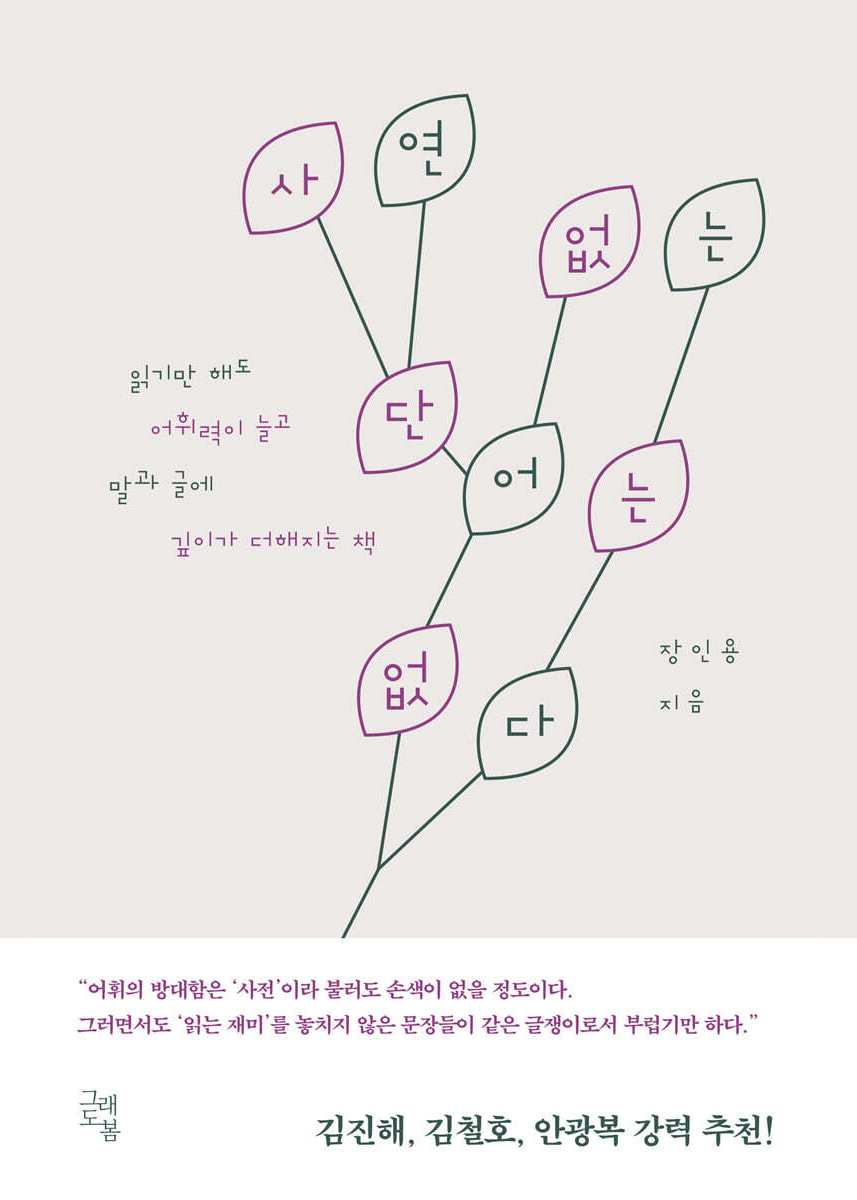 사연
없는
단어는
없다
읽기만 해도
어휘력이 늘고
말과 글에
깊이가 더해지는 책
장인용
지음
“어휘의 방대함은 ‘사전’이라 불러도 손색이 없을 정도이다.
그러면서도 ‘읽는 재미’를 놓치지 않은 문장들이 같은 글쟁이로서 부럽기만 하다.”
그래
도봄
김진해, 김철호, 안광복 강력 추천!